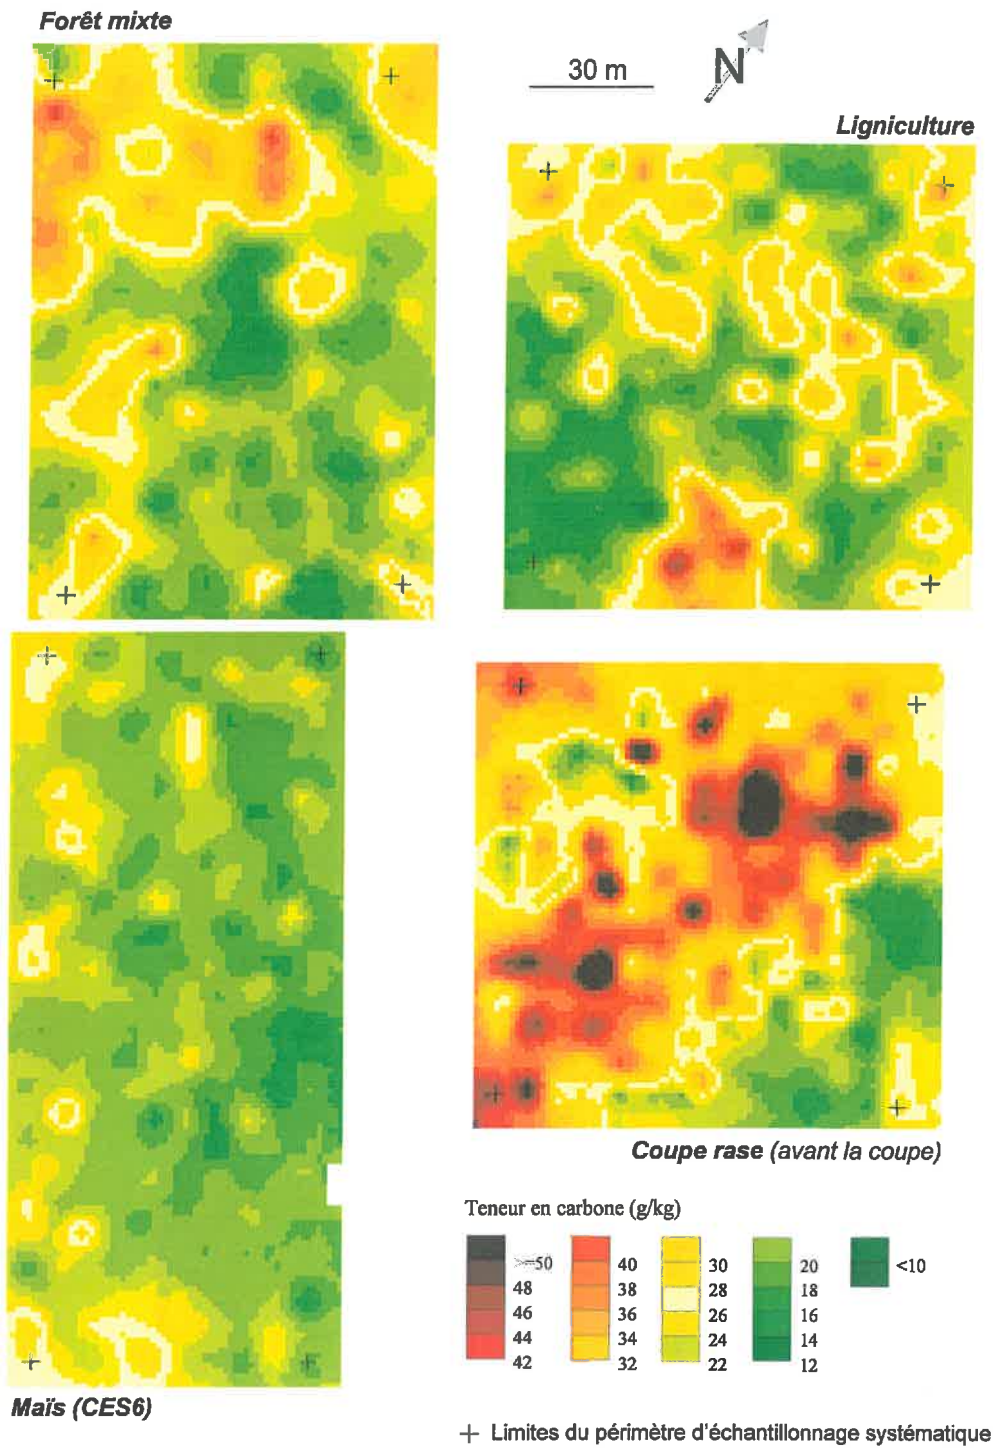 Forêt mixte
30 m
N
Ligniculture
Coupe rase (avant la coupe)
Teneur en carbone (g/kg)
>=50
48
46
44
42
40
38
36
34
32
30
28
26
22
20
18
16
14
12
<10
Maïs (CES6)
+ Limites du périmètre d'échantillonnage systématique